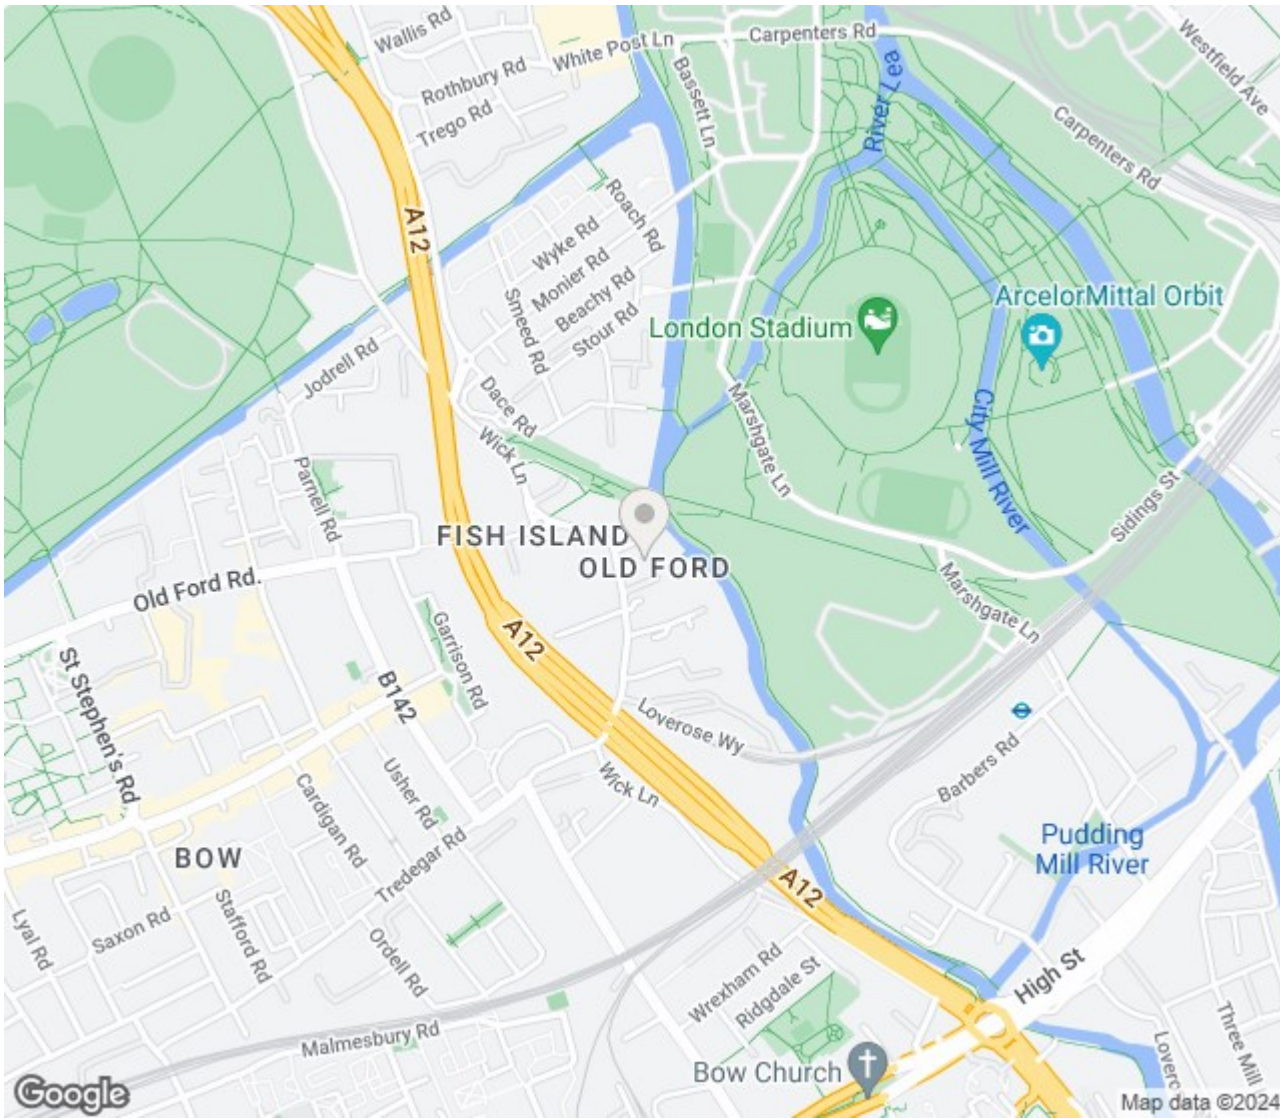 Wallis Rd
White Post Ln
Carpenters Rd
Westfield Ave
Rothbury Rd
Bassett Ln
River Lea
Trego Rd
Carpenters Rd
Roach Rd
A12
Wyke Rd
Monier Rd
Beachy Rd
Stour Rd
Smeed Rd
ArcelorMittal Orbit
London Stadium
Jodrell Rd
Dace Rd
Marshgate Ln
City Mill River
Wick Ln
Parnell Rd
Sidings St
FISH ISLAND
OLD FORD
Old Ford Rd.
Marshgate Ln
A12
Garrison Rd
St Stephen's Rd
B142
Loverose Wy
Barbers Rd
Usher Rd
Wick Ln
Cardigan Rd
Pudding
Mill River
BOW
Tredegar Rd
A12
Saxon Rd
Lyal Rd
Stafford Rd
Ordell Rd
Wrexham Rd
Ridgdale St
High St
Malmesbury Rd
Three Mill
Bow Church
Loverc
Google
Map data ©2024